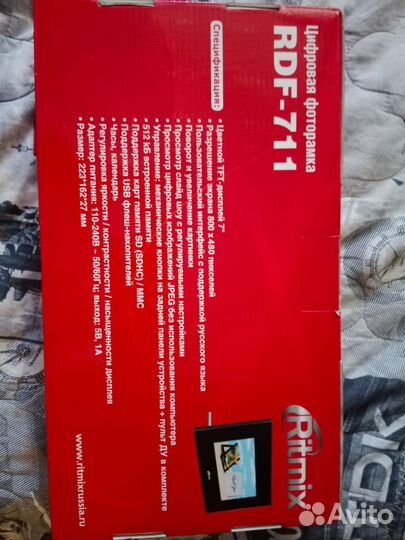 Цифровая фоторамка
RDF-711
Спецификация:
• Цветной TFT-дисплей 7"
• Разрешение экрана 800 x 480 пикселей
• Пользовательский интерфейс с поддержкой русского языка
• Поворот и увеличение картинки
• Просмотр слайд шоу с регулируемыми настройками
• Просмотр цифровых изображений JPEG без использования компьютера
• Управление: механические кнопки на задней панели устройства + пульт ДУ в комплекте
• 512 kБ встроенной памяти
• Поддержка карт памяти SD (SDHC) / MMC
• Поддержка USB флеш-накопителей
• Часы, календарь
• Регулировка яркости / контрастности / насыщенности дисплея
• Адаптер питания: 110-240В ~ 50/60Гц; выход: 5В, 1А
• Размер: 223*162*27 мм
www.ritmixrussia.ru
Ritmix
Avito